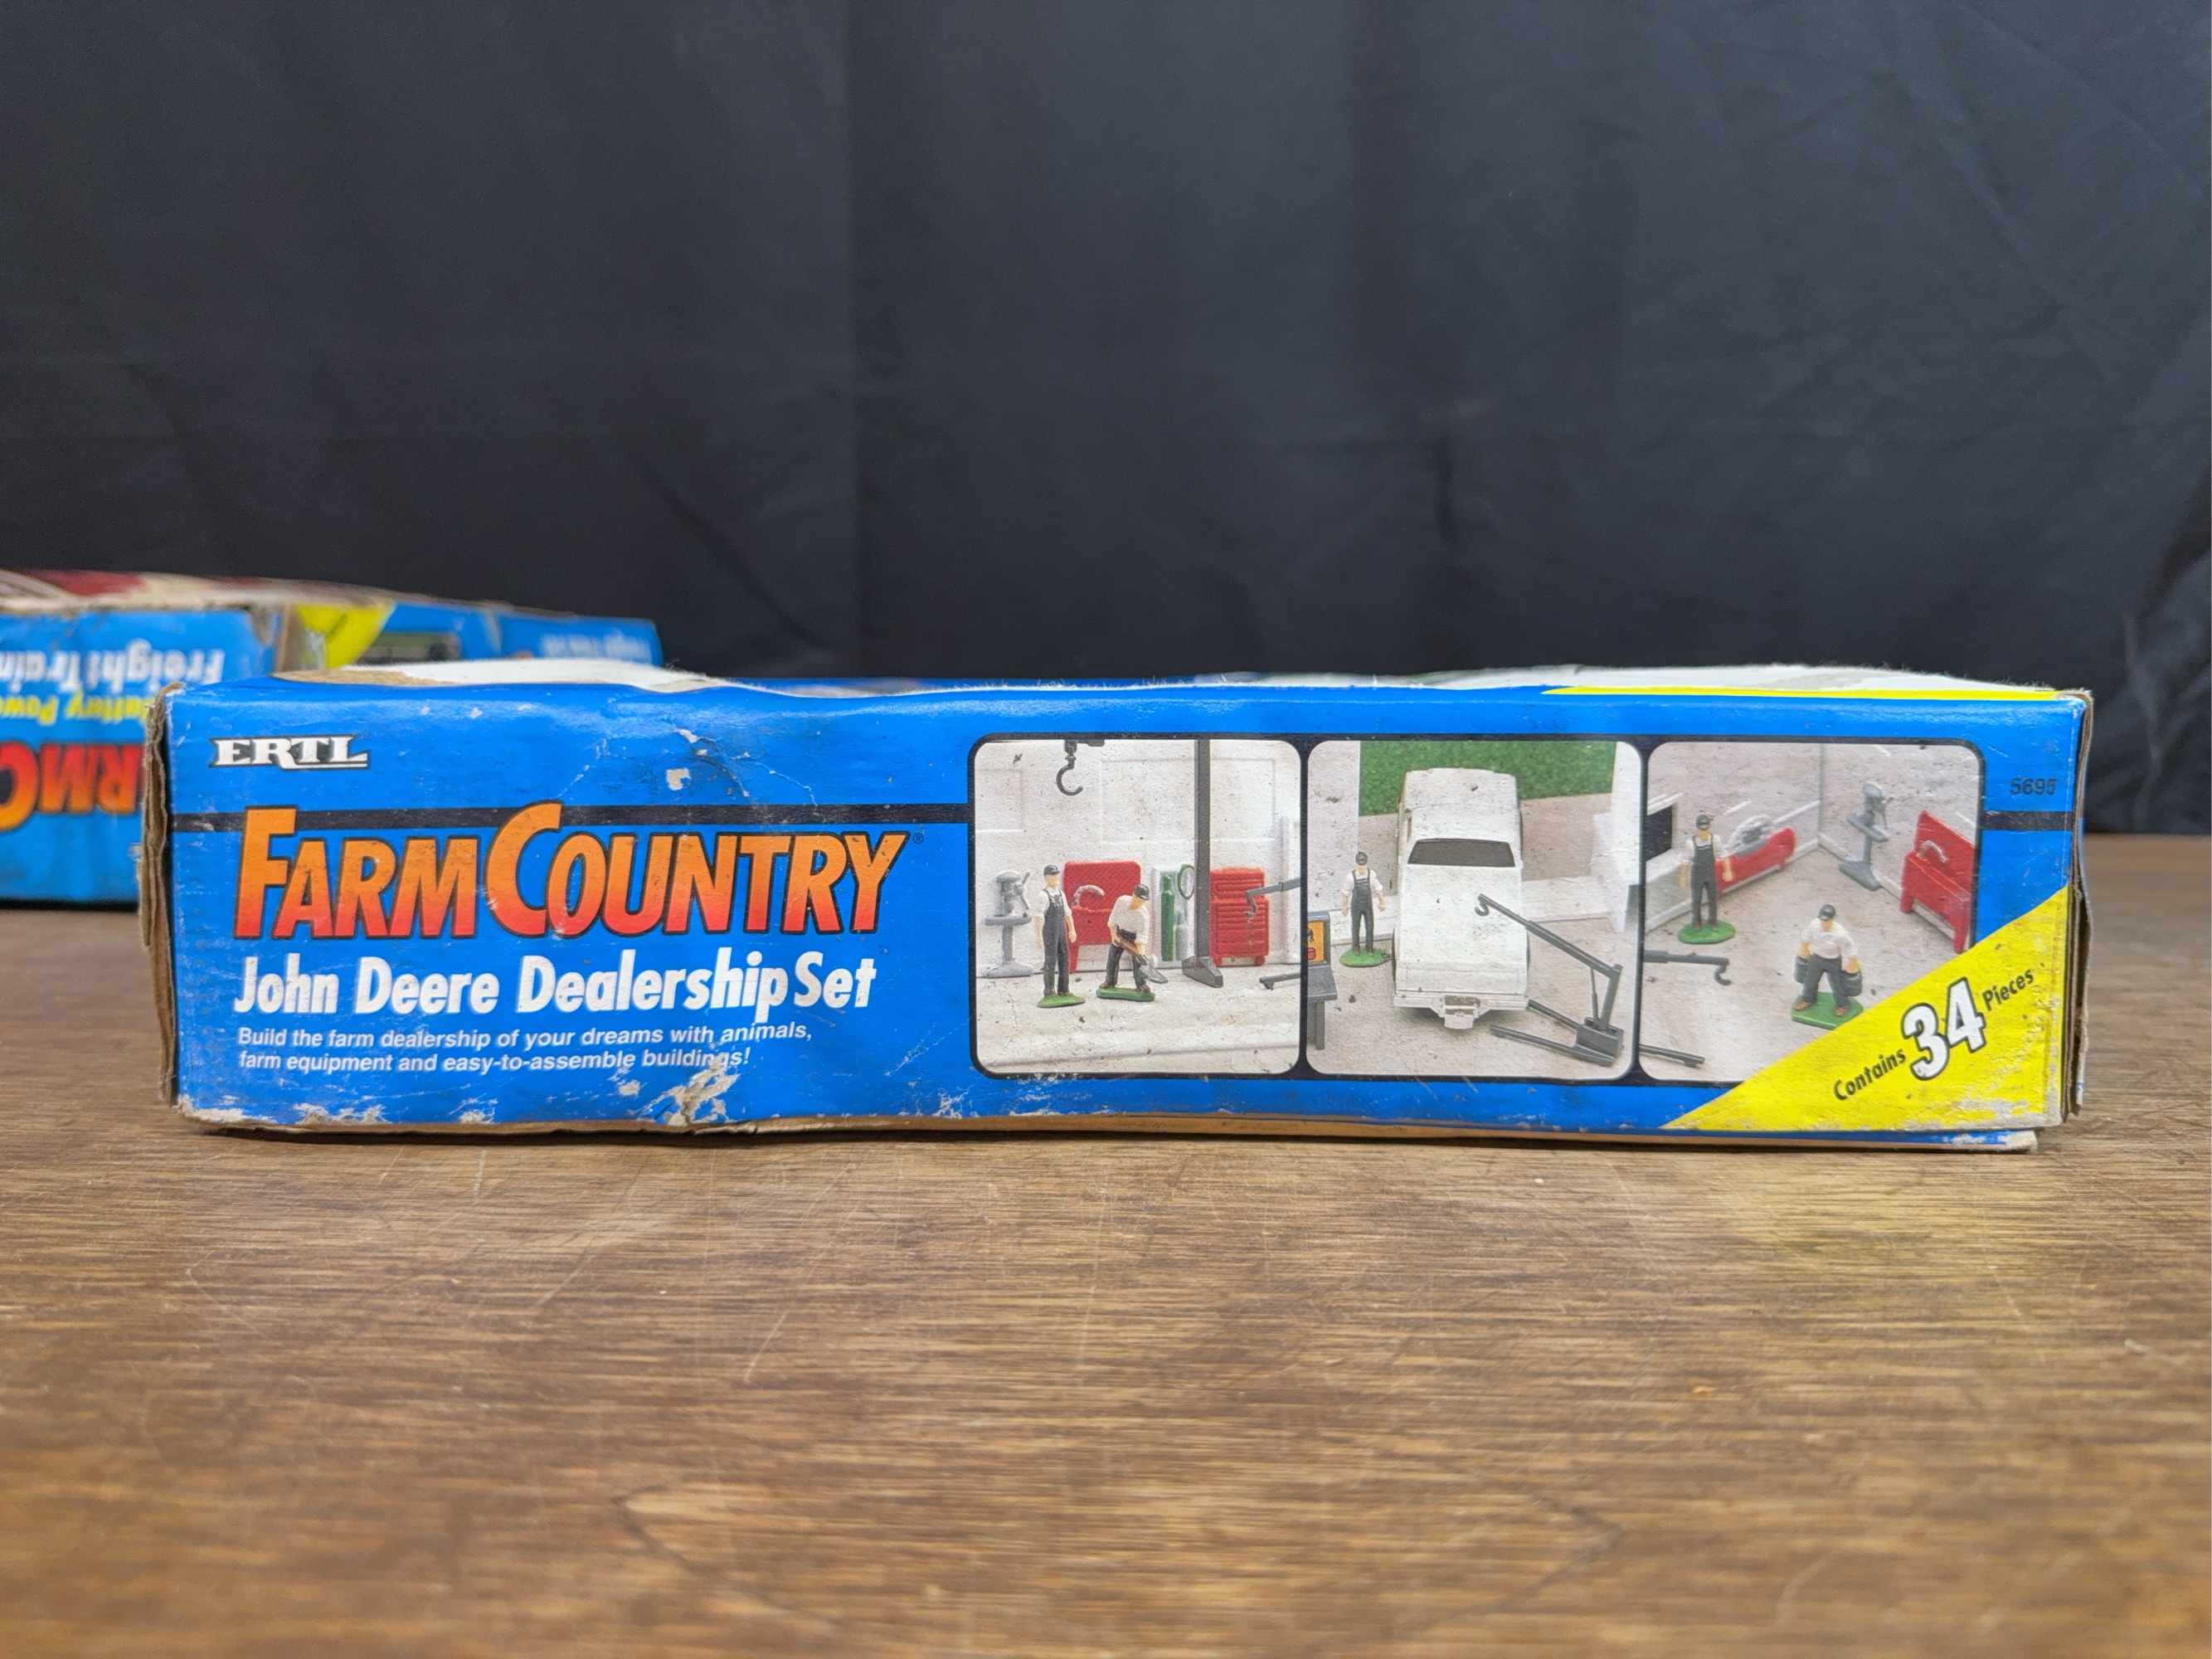 ERTL
FARM COUNTRY®
John Deere Dealership Set
Build the farm dealership of your dreams with animals,
farm equipment and easy-to-assemble buildings!
5695
Contains 34 Pieces
Freight Train
Battery